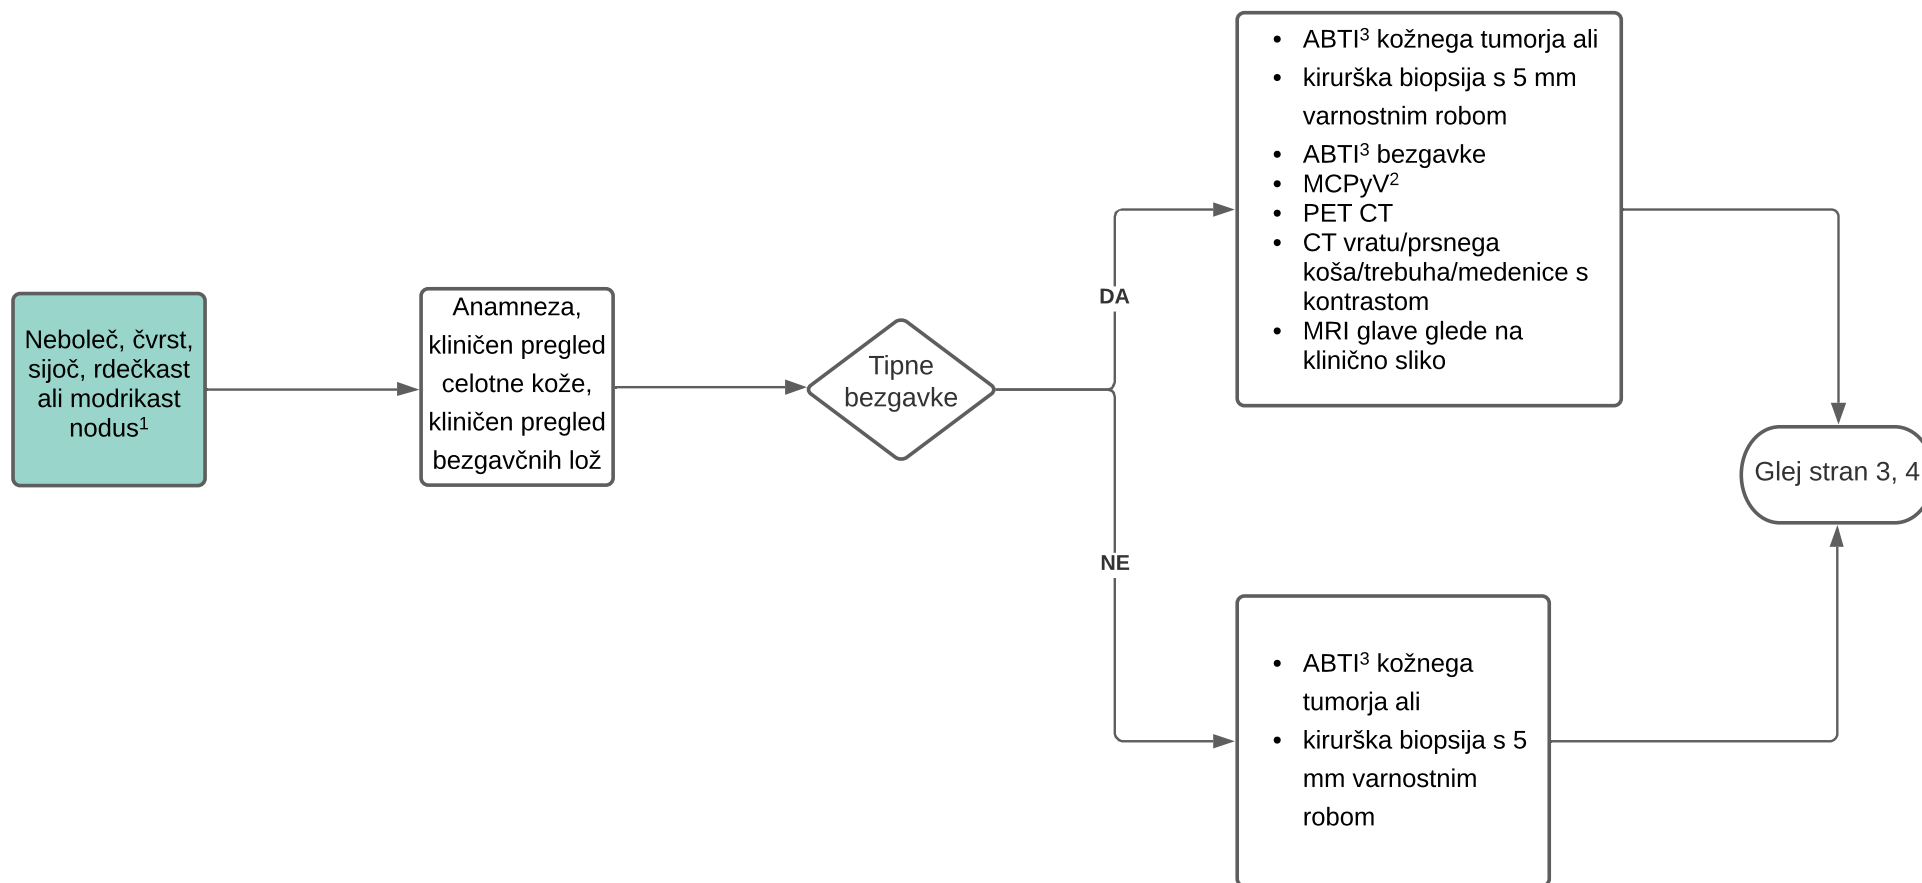 Neboleč, čvrst,
sijoč, rdečkast
ali modrikast
nodus¹
Anamneza,
kliničen pregled
celotne kože,
kliničen pregled
bezgavčnih lož
Tipne
bezgavke
DA
• ABTI³ kožnega tumorja ali
• kirurška biopsija s 5 mm
varnostnim robom
• ABTI³ bezgavke
• MCPyV²
• PET CT
• CT vratu/prsnega
koša/trebuha/medenice s
kontrastom
• MRI glave glede na
klinično sliko
NE
• ABTI³ kožnega
tumorja ali
• kirurška biopsija s 5
mm varnostnim
robom
Glej stran 3, 4